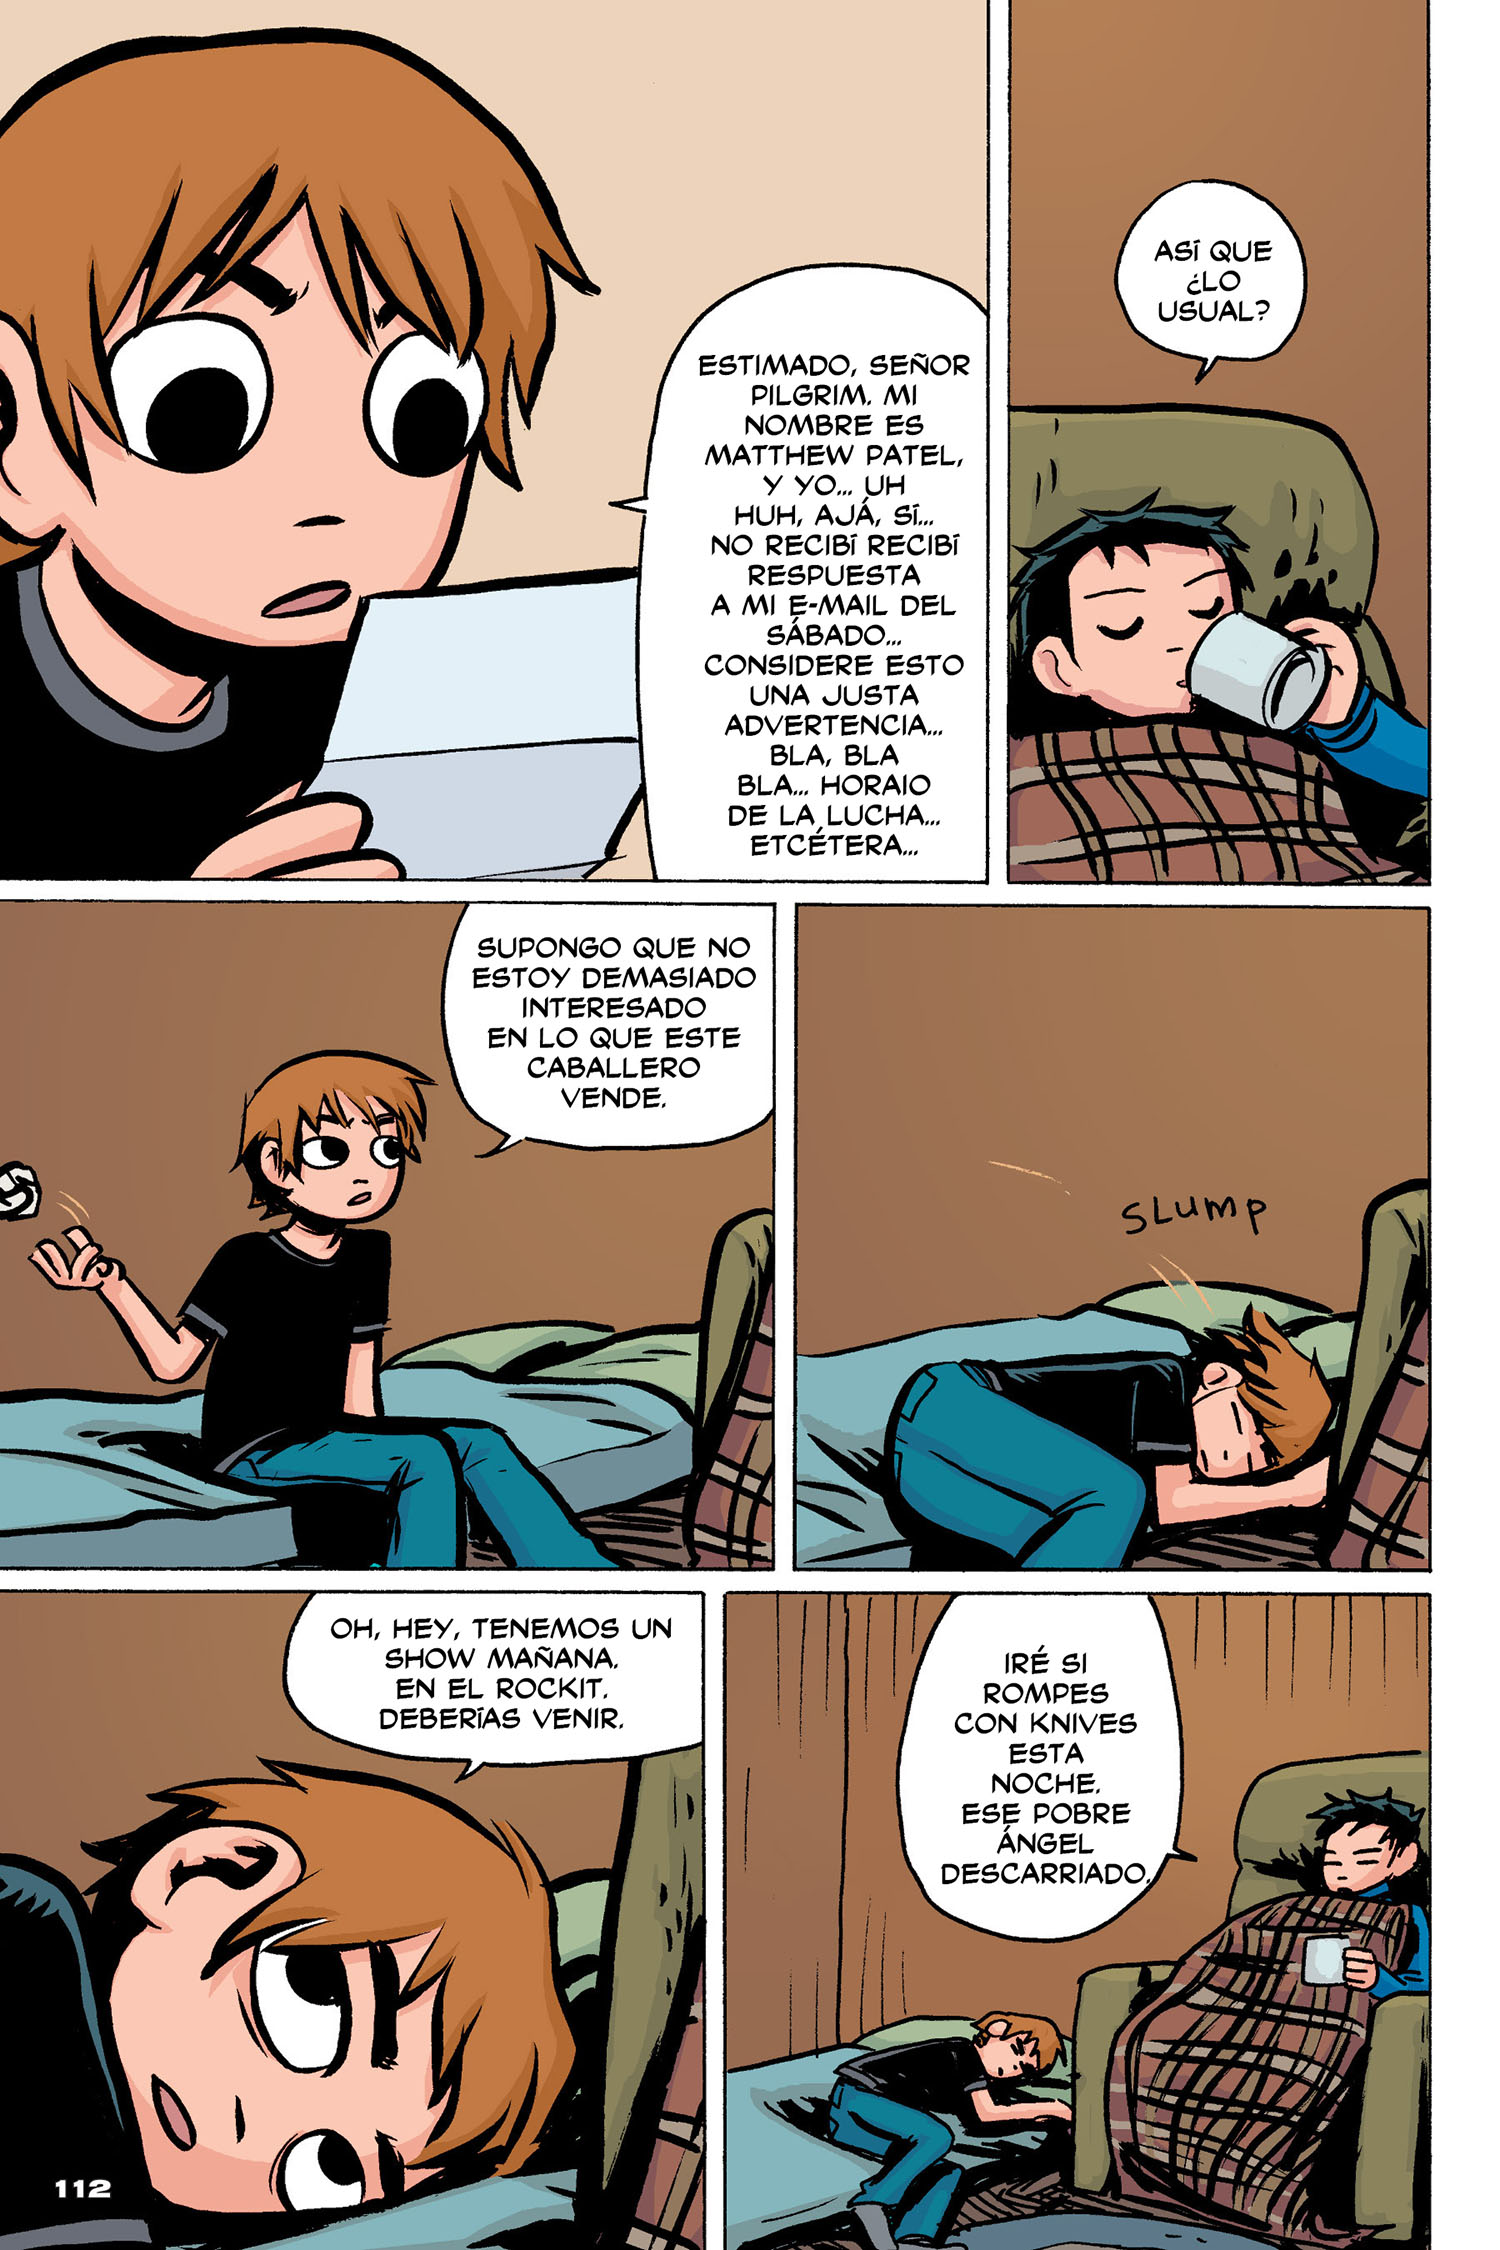 ESTIMADO, SEÑOR
PILGRIM. MI
NOMBRE ES
MATTHEW PATEL,
Y YO... UH
HUH, AJÁ, SÍ...
NO RECIBÍ RECIBÍ
RESPUESTA
A MI E-MAIL DEL
SÁBADO...
CONSIDERE ESTO
UNA JUSTA
ADVERTENCIA...
BLA, BLA
BLA... HORAIO
DE LA LUCHA...
ETCÉTERA...
ASÍ QUE
¿LO
USUAL?
SUPONGO QUE NO
ESTOY DEMASIADO
INTERESADO
EN LO QUE ESTE
CABALLERO
VENDE.
SLUMP
OH, HEY, TENEMOS UN
SHOW MAÑANA.
EN EL ROCKIT.
DEBERÍAS VENIR.
IRÉ SI
ROMPES
CON KNIVES
ESTA
NOCHE.
ESE POBRE
ÁNGEL
DESCARRIADO.
112